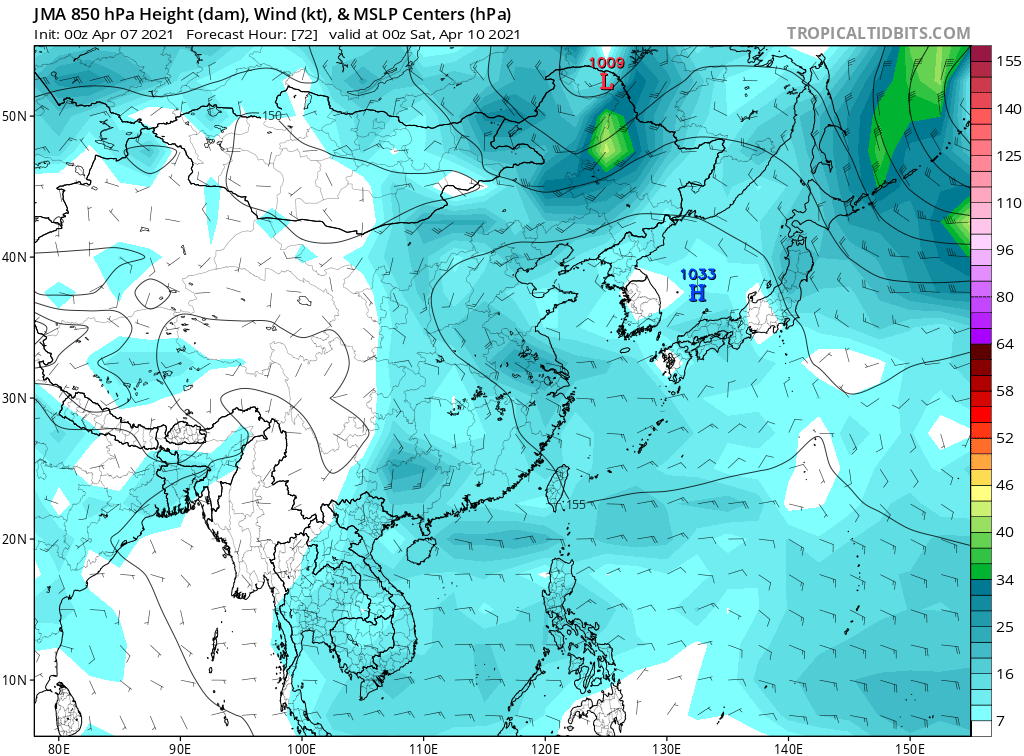 JMA 850 hPa Height (dam), Wind (kt), & MSLP Centers (hPa)
Init: 00z Apr 07 2021 Forecast Hour: [72] valid at 00z Sat, Apr 10 2021
TROPICALTIDBITS.COM
1009
L
150
1033
H
155
50N
40N
30N
20N
10N
80E 90E 100E 110E 120E 130E 140E 150E
155
140
125
110
96
80
64
58
52
46
40
34
25
16
7